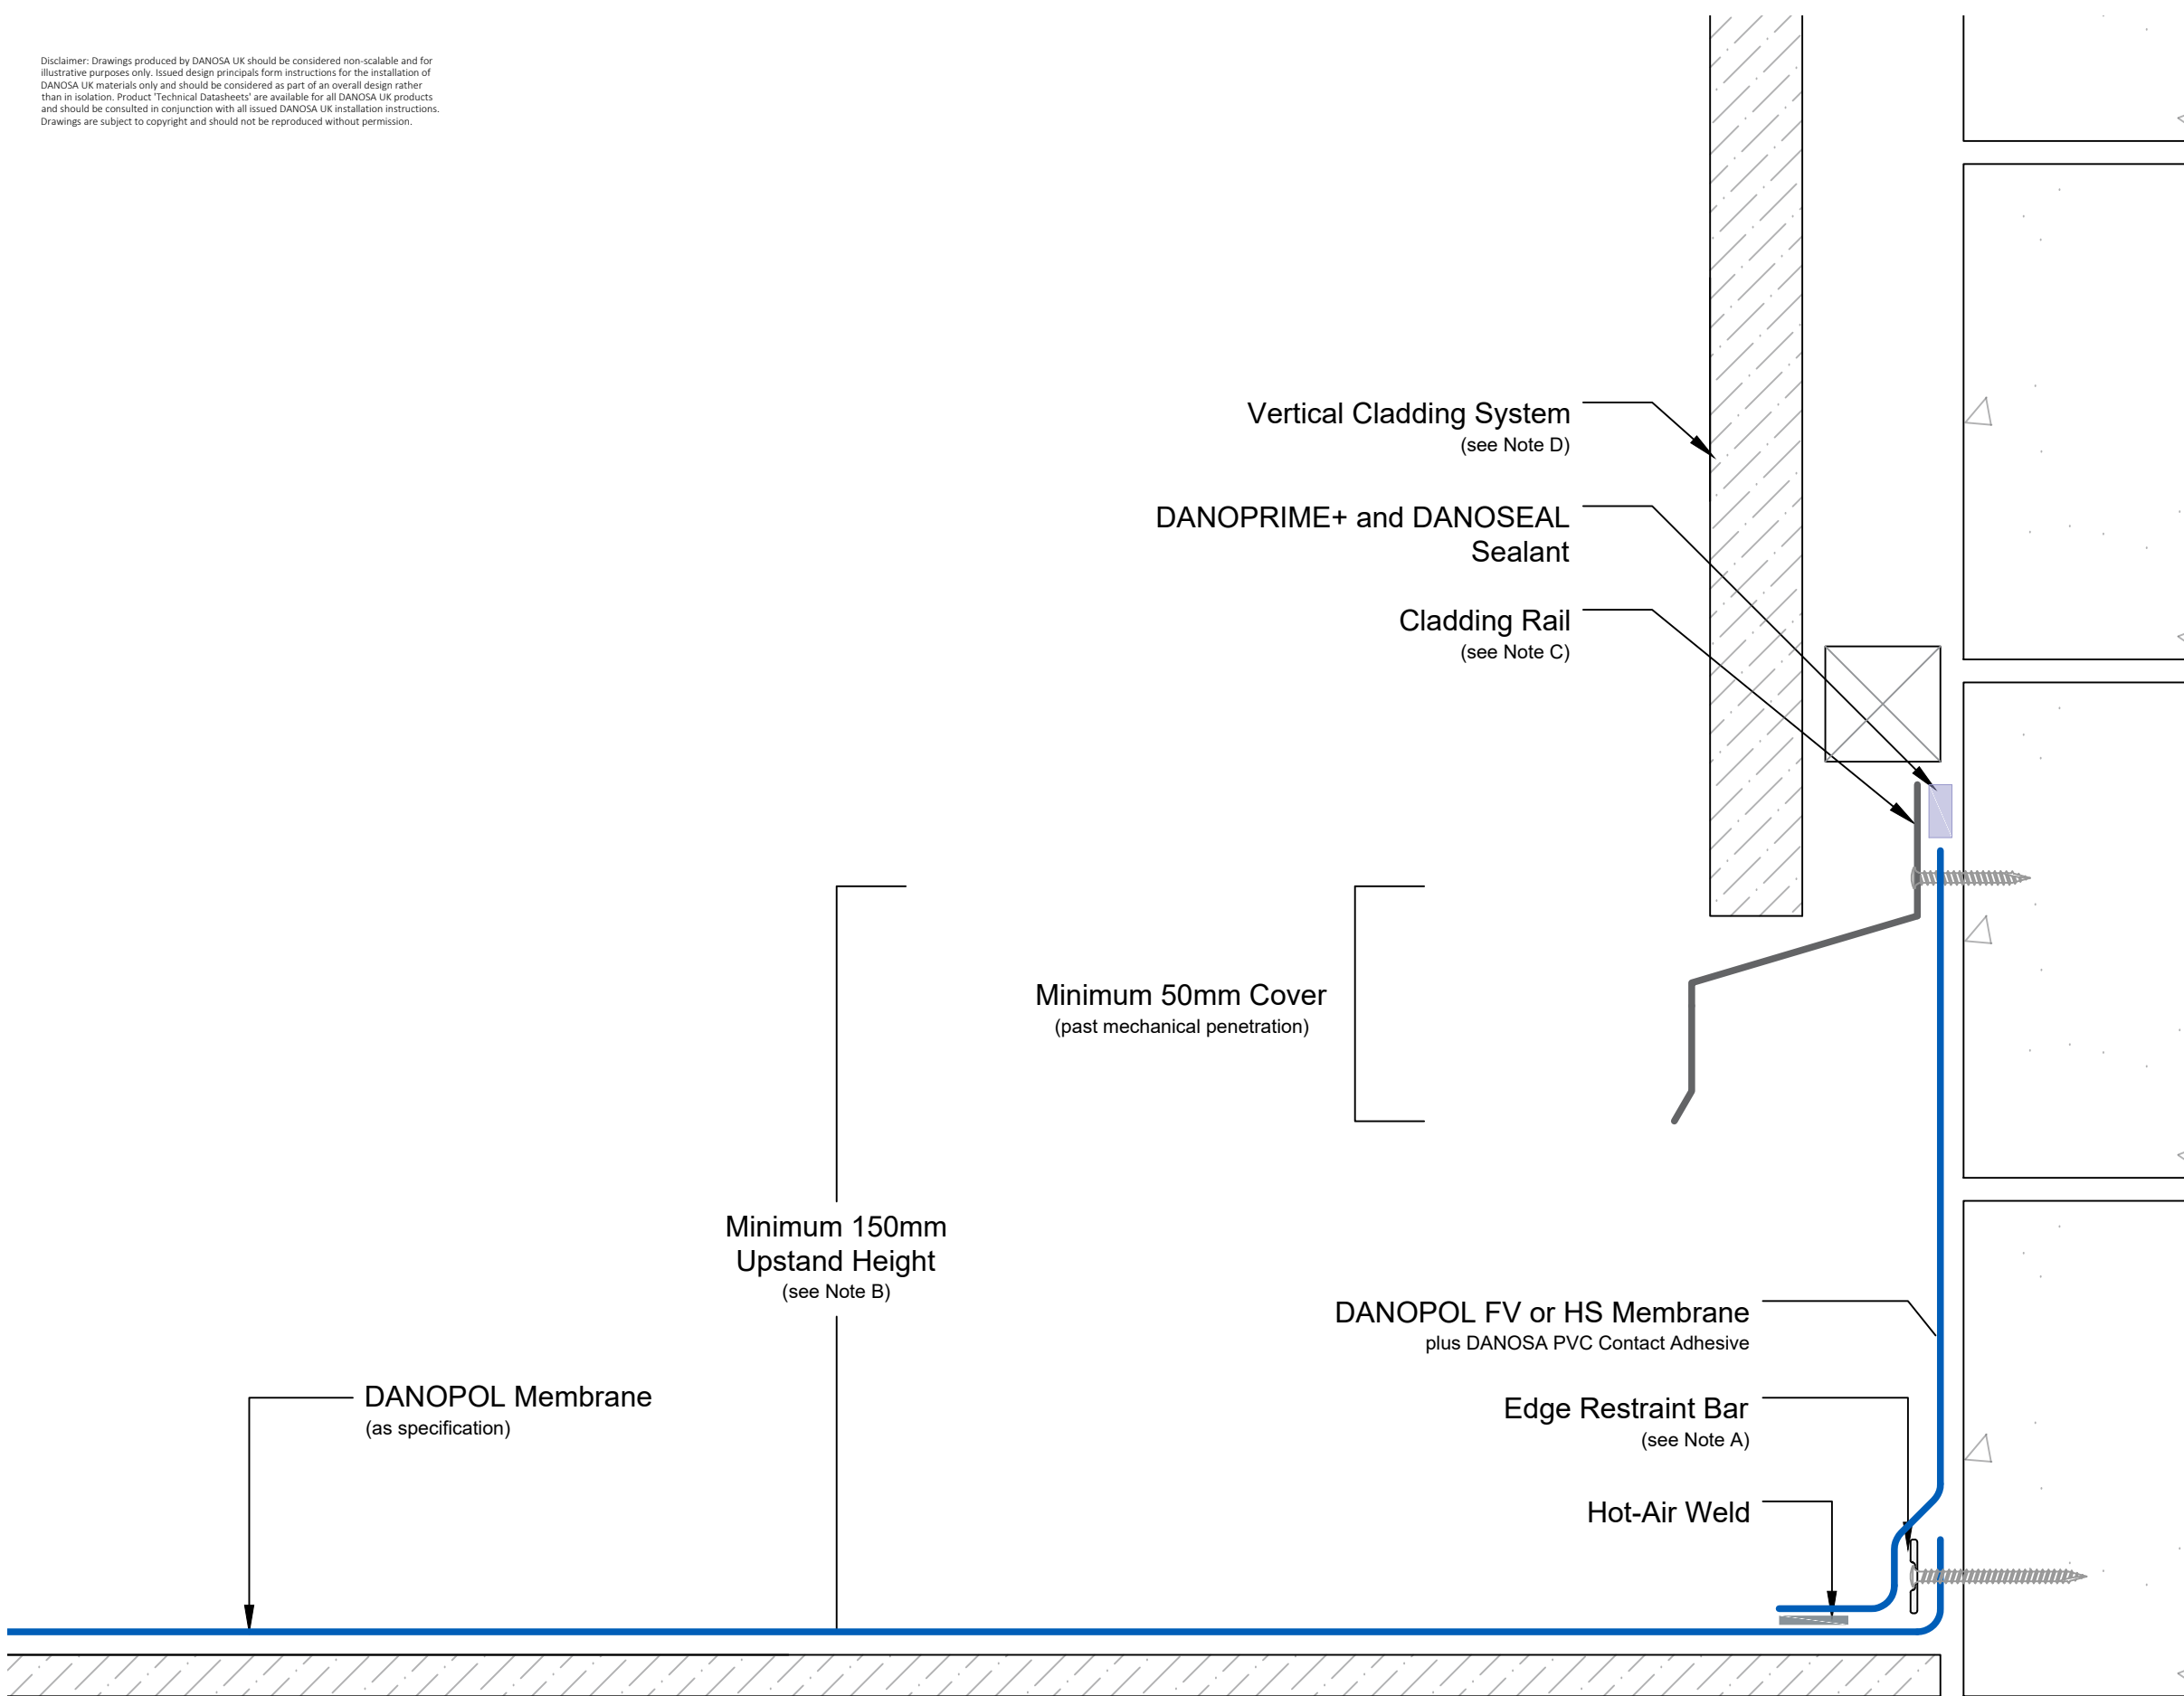 Disclaimer: Drawings produced by DANOSA UK should be considered non-scalable and for
illustrative purposes only. Issued design principals form instructions for the installation of
DANOSA UK materials only and should be considered as part of an overall design rather
than in isolation. Product 'Technical Datasheets' are available for all DANOSA UK products
and should be consulted in conjunction with all issued DANOSA UK installation instructions.
Drawings are subject to copyright and should not be reproduced without permission.
Vertical Cladding System
(see Note D)
DANOPRIME+ and DANOSEAL
Sealant
Cladding Rail
(see Note C)
Minimum 50mm Cover
(past mechanical penetration)
Minimum 150mm
Upstand Height
(see Note B)
DANOPOL FV or HS Membrane
plus DANOSA PVC Contact Adhesive
DANOPOL Membrane
(as specification)
Edge Restraint Bar
(see Note A)
Hot-Air Weld